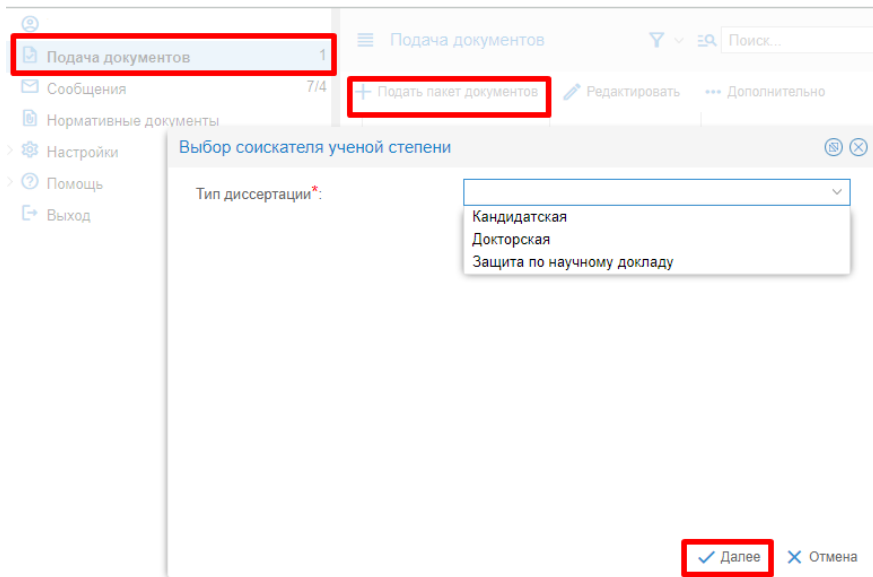 Подача документов 1
Сообщения 7/4
Нормативные документы
Настройки
Помощь
Выход
Подача документов Поиск...
Подать пакет документов Редактировать Дополнительно
Выбор соискателя ученой степени
Тип диссертации*:
Кандидатская
Докторская
Защита по научному докладу
Далее Отмена